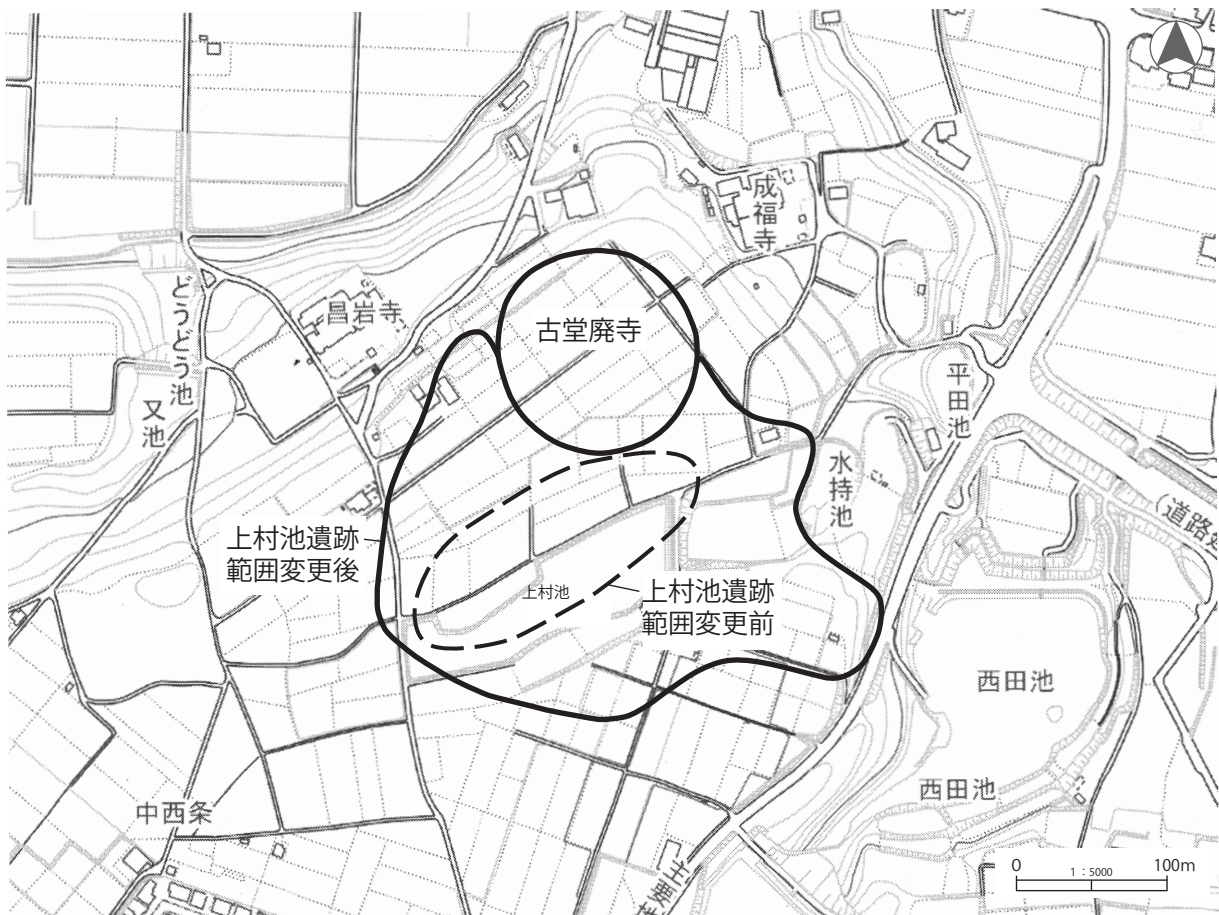 成福寺
昌岩寺
古堂廃寺
どうどう池
又池
平田池
水持池
上村池遺跡
範囲変更後
上村池
上村池遺跡
範囲変更前
西田池
西田池
中西条
0
1：5000
100m